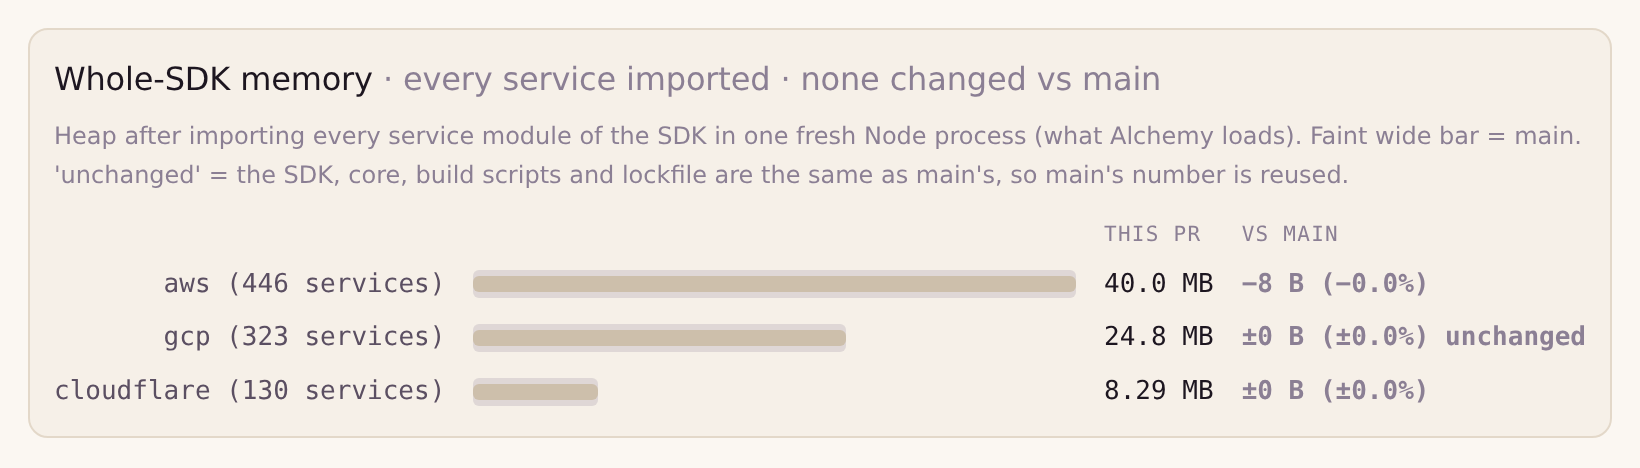 Whole-SDK memory · every service imported · none changed vs main
Heap after importing every service module of the SDK in one fresh Node process (what Alchemy loads). Faint wide bar = main.
'unchanged' = the SDK, core, build scripts and lockfile are the same as main's, so main's number is reused.
THIS PR VS MAIN
aws (446 services) 40.0 MB −8 B (−0.0%)
gcp (323 services) 24.8 MB ±0 B (±0.0%) unchanged
cloudflare (130 services) 8.29 MB ±0 B (±0.0%)